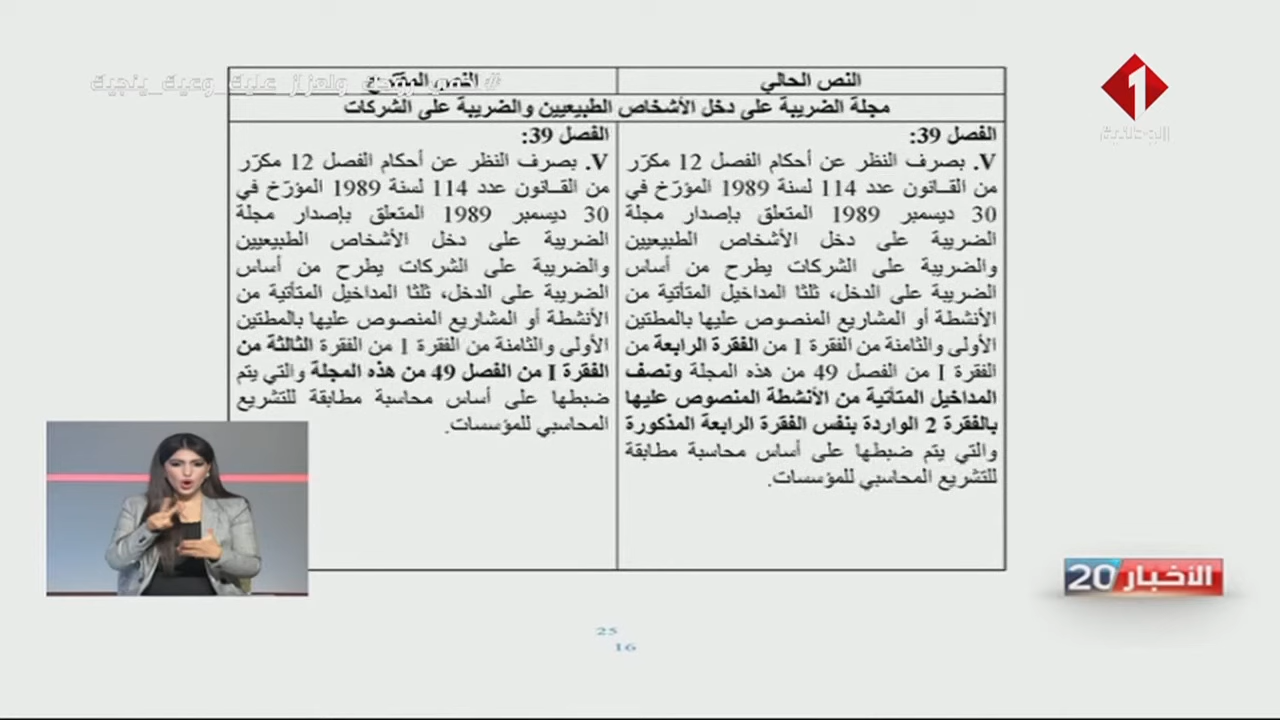 #حمي_روحك_ولعزاز_عليك_وعيك_ينجيك
1
الوطنية
النص الحالي
النص المقترح
مجلة الضريبة على دخل الأشخاص الطبيعيين والضريبة على الشركات
الفصل 39:
V. بصرف النظر عن أحكام الفصل 12 مكرّر
من القـانون عدد 114 لسنة 1989 المؤرّخ في
30 ديسمبر 1989 المتعلق بإصدار مجلة
الضريبة على دخل الأشخاص الطبيعيين
والضريبة على الشركات يطرح من أساس
الضريبة على الدخل، ثلثا المداخيل المتأتية من
الأنشطة أو المشاريع المنصوص عليها بالمطتين
الأولى والثامنة من الفقرة 1 من الفقرة الرابعة من
الفقرة I من الفصل 49 من هذه المجلة ونصف
المداخيل المتأتية من الأنشطة المنصوص عليها
بالفقرة 2 الواردة بنفس الفقرة الرابعة المذكورة
والتي يتم ضبطها على أساس محاسبة مطابقة
للتشريع المحاسبي للمؤسسات.
الفصل 39:
V. بصرف النظر عن أحكام الفصل 12 مكرّر
من القـانون عدد 114 لسنة 1989 المؤرّخ في
30 ديسمبر 1989 المتعلق بإصدار مجلة
الضريبة على دخل الأشخاص الطبيعيين
والضريبة على الشركات يطرح من أساس
الضريبة على الدخل، ثلثا المداخيل المتأتية من
الأنشطة أو المشاريع المنصوص عليها بالمطتين
الأولى والثامنة من الفقرة 1 من الفقرة الثالثة من
الفقرة I من الفصل 49 من هذه المجلة والتي يتم
ضبطها على أساس محاسبة مطابقة للتشريع
المحاسبي للمؤسسات.
الأخبار 20
25
16